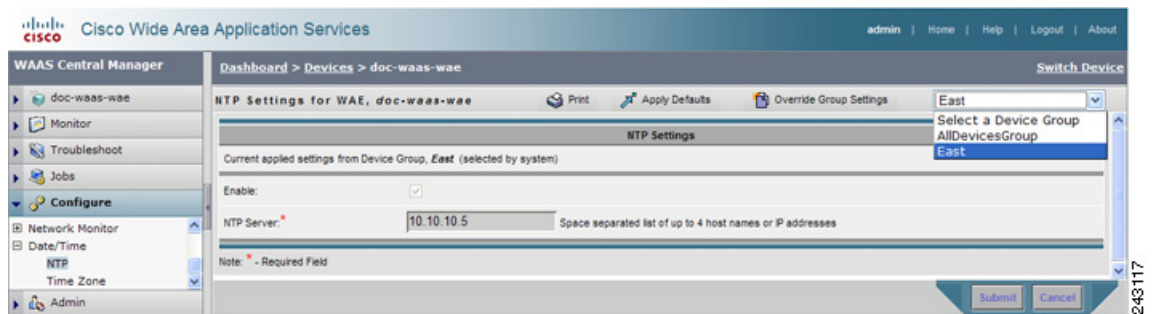 CISCO Cisco Wide Area Application Services
admin | Home | Help | Logout | About
WAAS Central Manager
Dashboard > Devices > doc-waas-wae
Switch Device
doc-waas-wae
Monitor
Troubleshoot
Jobs
Configure
Network Monitor
Date/Time
NTP
Time Zone
Admin
NTP Settings for WAE, doc-waas-wae
Print
Apply Defaults
Override Group Settings
East
Select a Device Group
AllDevicesGroup
East
NTP Settings
Current applied settings from Device Group, East (selected by system)
Enable:
NTP Server:* 10.10.10.5 Space separated list of up to 4 host names or IP addresses
Note: * - Required Field
Submit Cancel
243117